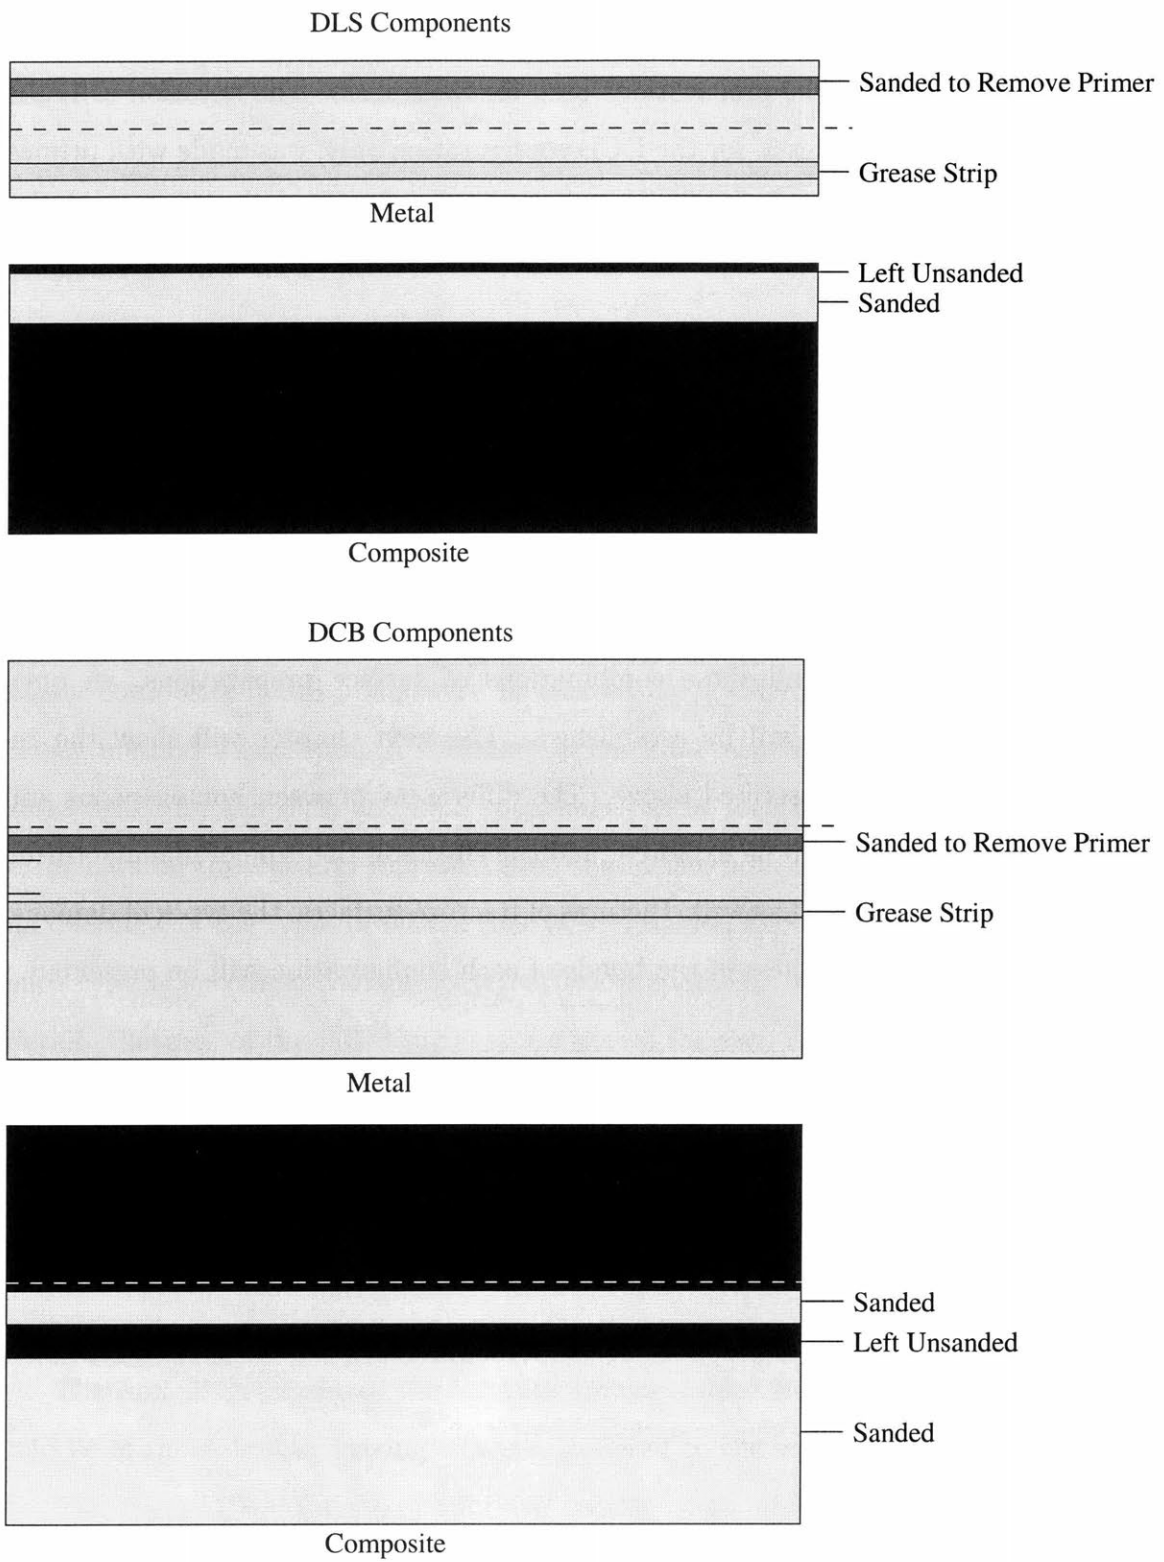 DLS Components
Sanded to Remove Primer
Grease Strip
Metal
Left Unsanded
Sanded
Composite
DCB Components
Sanded to Remove Primer
Grease Strip
Metal
Sanded
Left Unsanded
Sanded
Composite